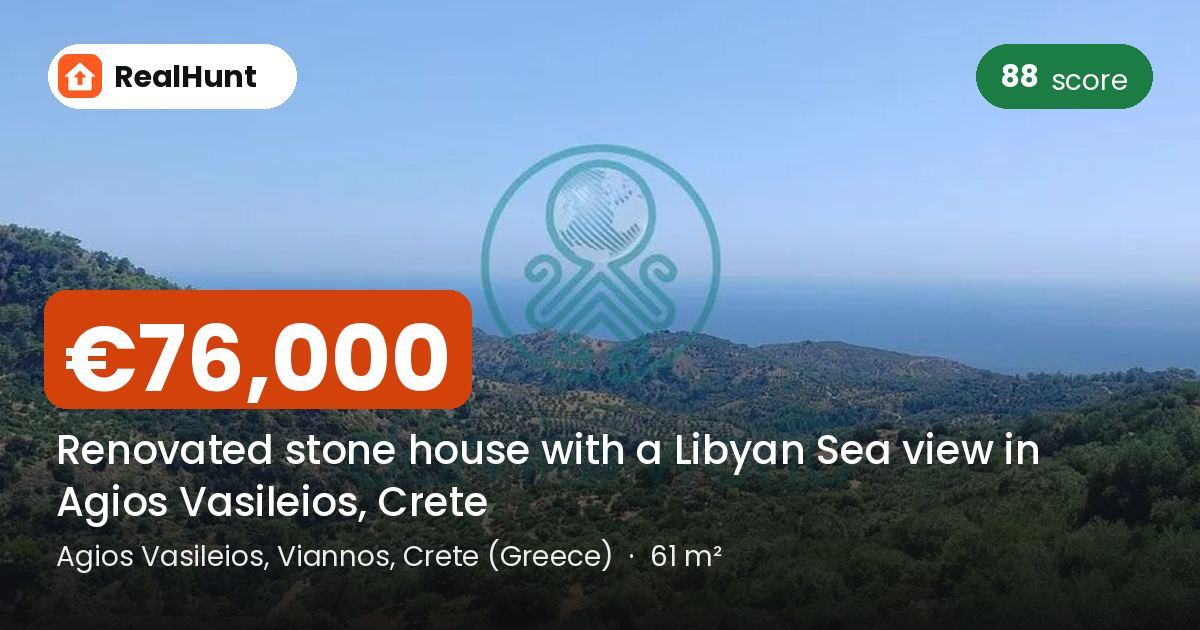 RealHunt
88 score
€76,000
Renovated stone house with a Libyan Sea view in
Agios Vasileios, Crete
Agios Vasileios, Viannos, Crete (Greece) · 61 m²